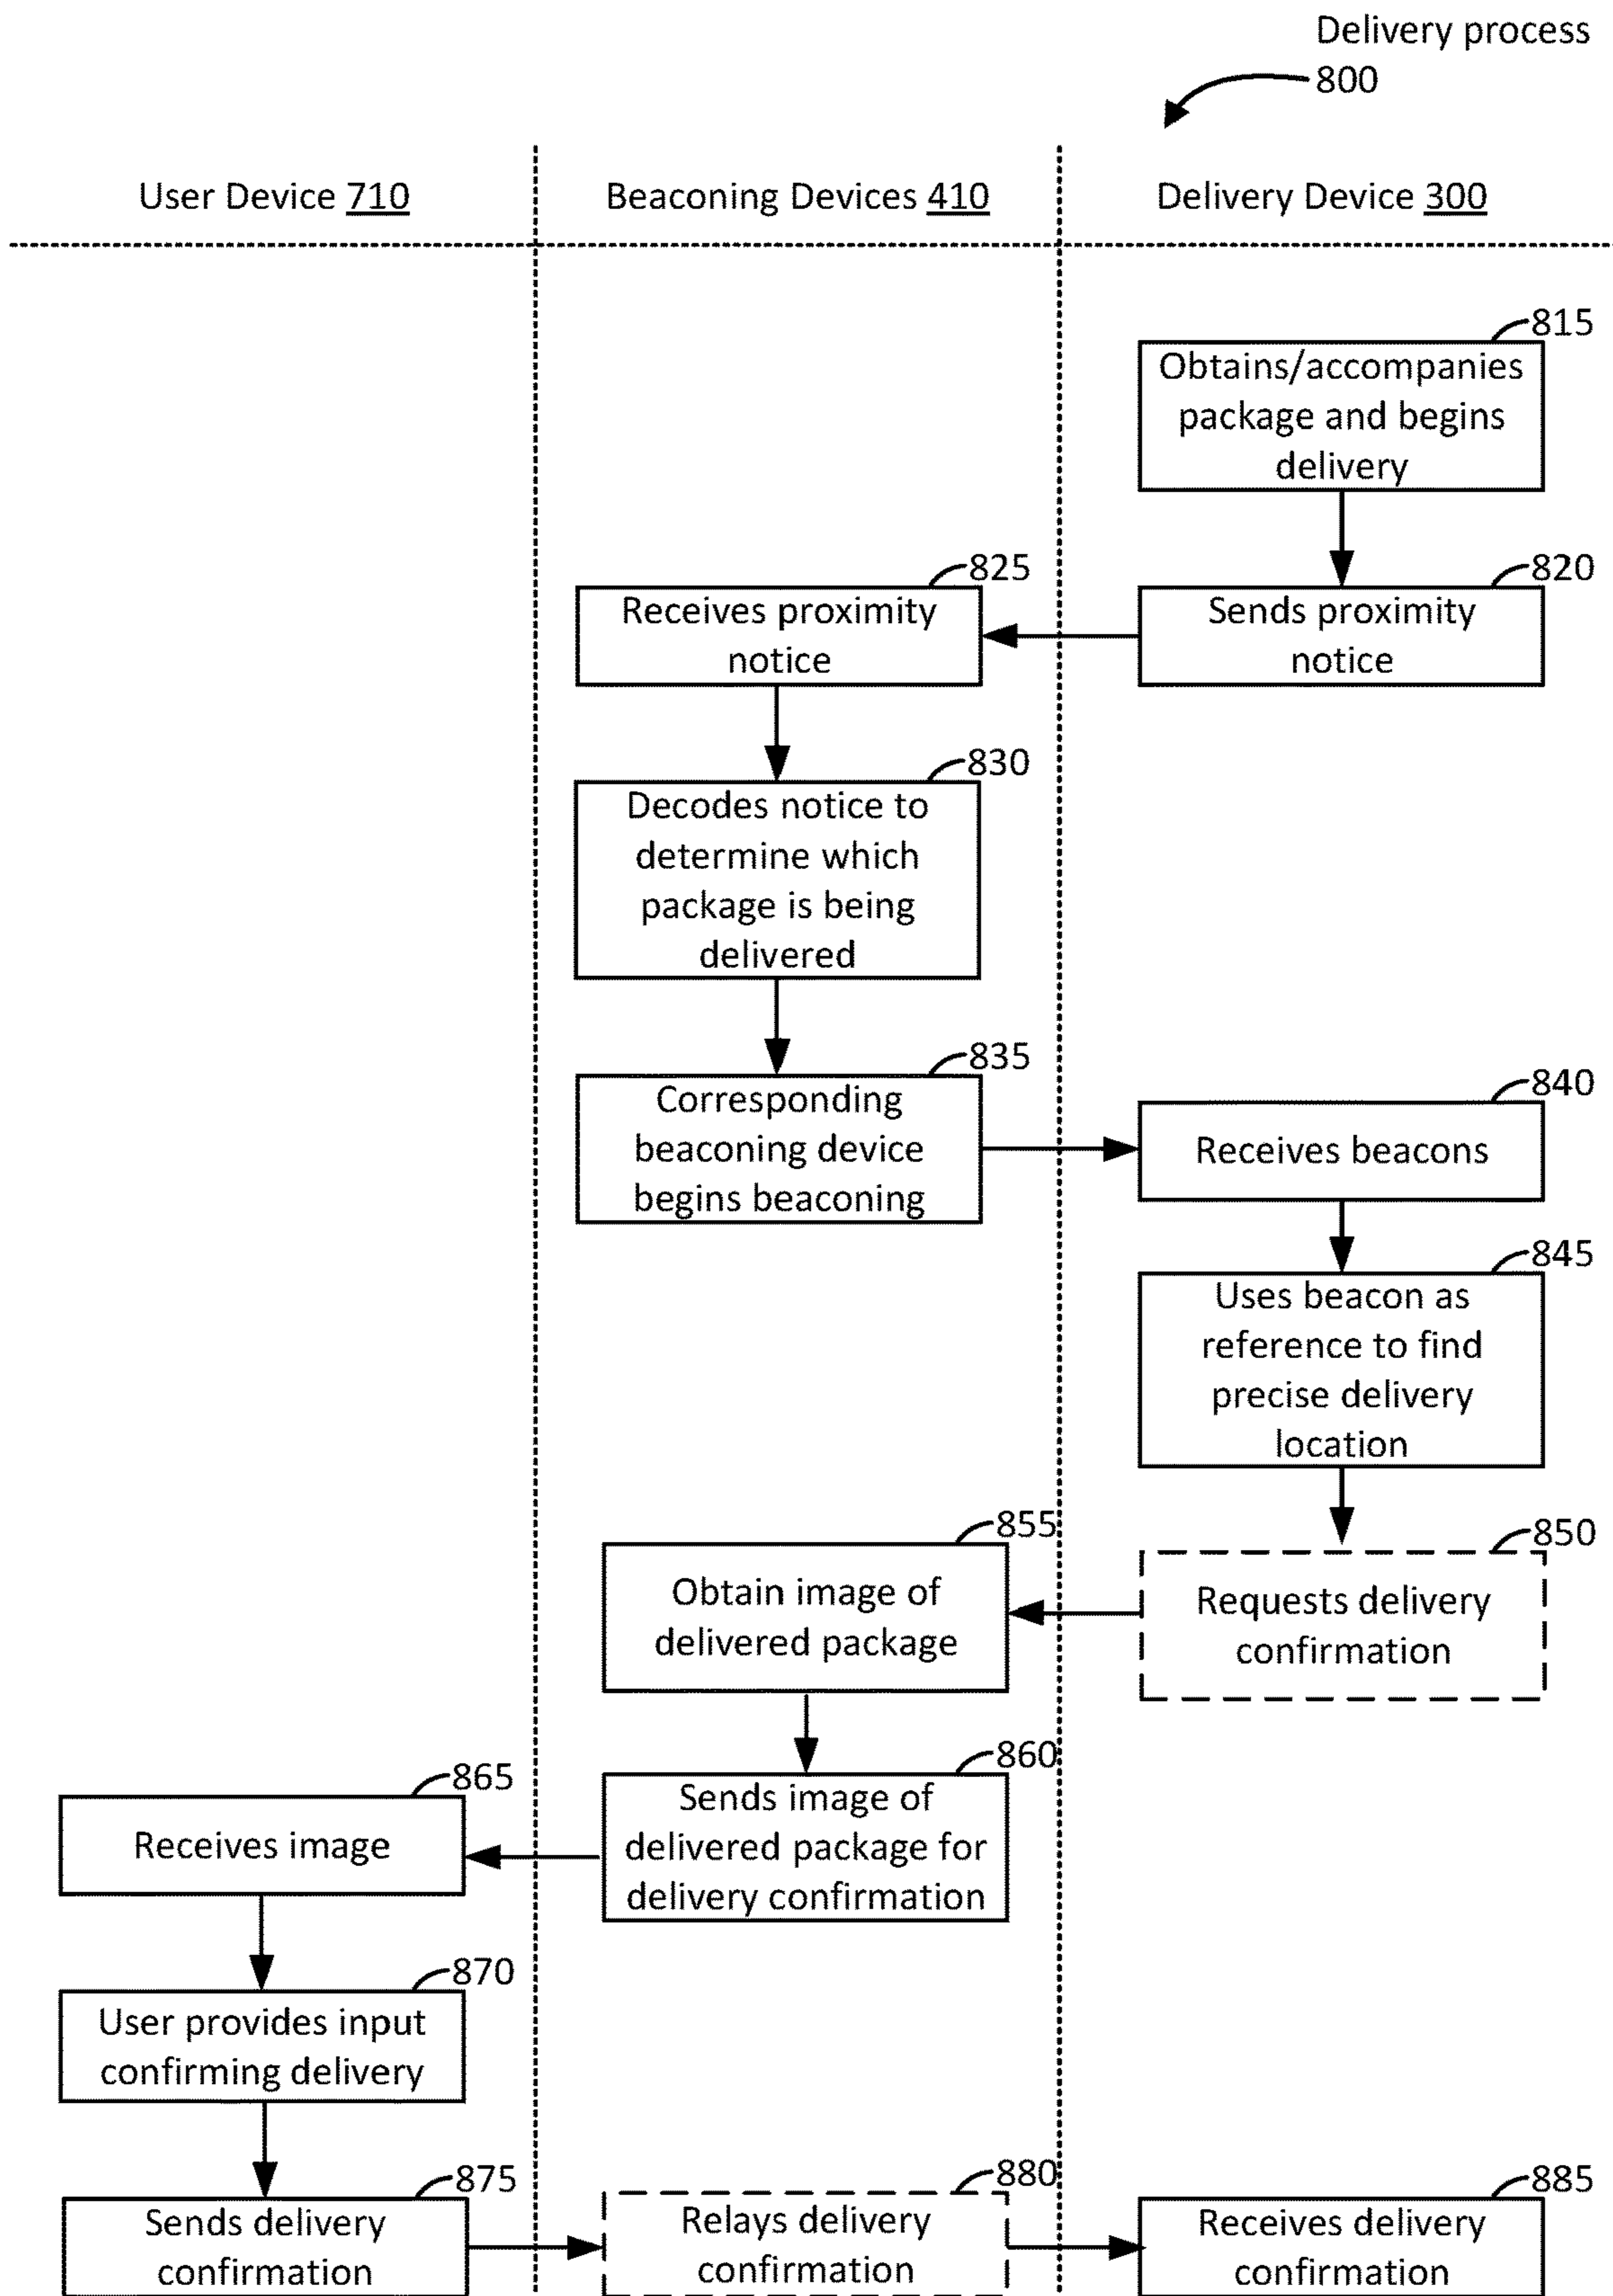 Delivery process
800
User Device 710
Beaconing Devices 410
Delivery Device 300
815
Obtains/accompanies
package and begins
delivery
820
Sends proximity
notice
825
Receives proximity
notice
830
Decodes notice to
determine which
package is being
delivered
835
Corresponding
beaconing device
begins beaconing
840
Receives beacons
845
Uses beacon as
reference to find
precise delivery
location
850
Requests delivery
confirmation
855
Obtain image of
delivered package
860
Sends image of
delivered package for
delivery confirmation
865
Receives image
870
User provides input
confirming delivery
875
Sends delivery
confirmation
880
Relays delivery
confirmation
885
Receives delivery
confirmation